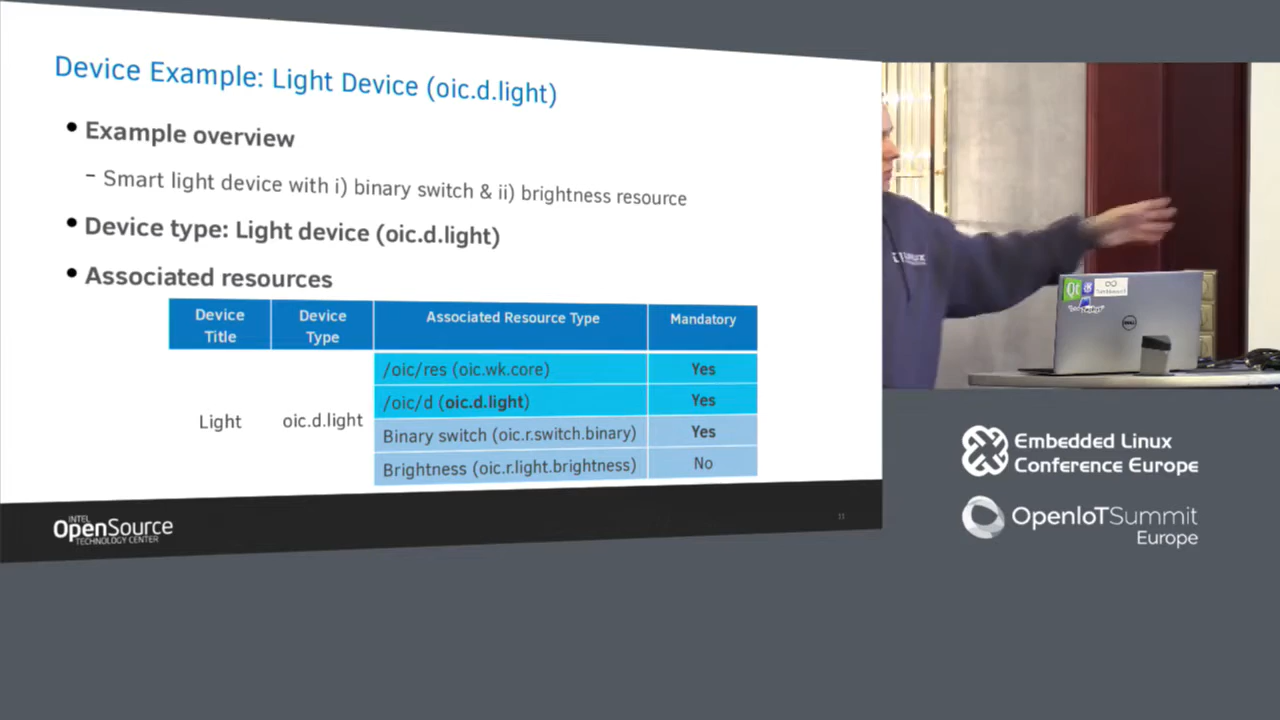 Device Example: Light Device (oic.d.light)
• Example overview
– Smart light device with i) binary switch & ii) brightness resource
• Device type: Light device (oic.d.light)
• Associated resources
Device Title
Device Type
Associated Resource Type
Mandatory
Light
oic.d.light
/oic/res (oic.wk.core)
Yes
/oic/d (oic.d.light)
Yes
Binary switch (oic.r.switch.binary)
Yes
Brightness (oic.r.light.brightness)
No
INTEL
OpenSource
TECHNOLOGY CENTER
11
Qt
DELL
Embedded Linux
Conference Europe
OpenIoTSummit
Europe